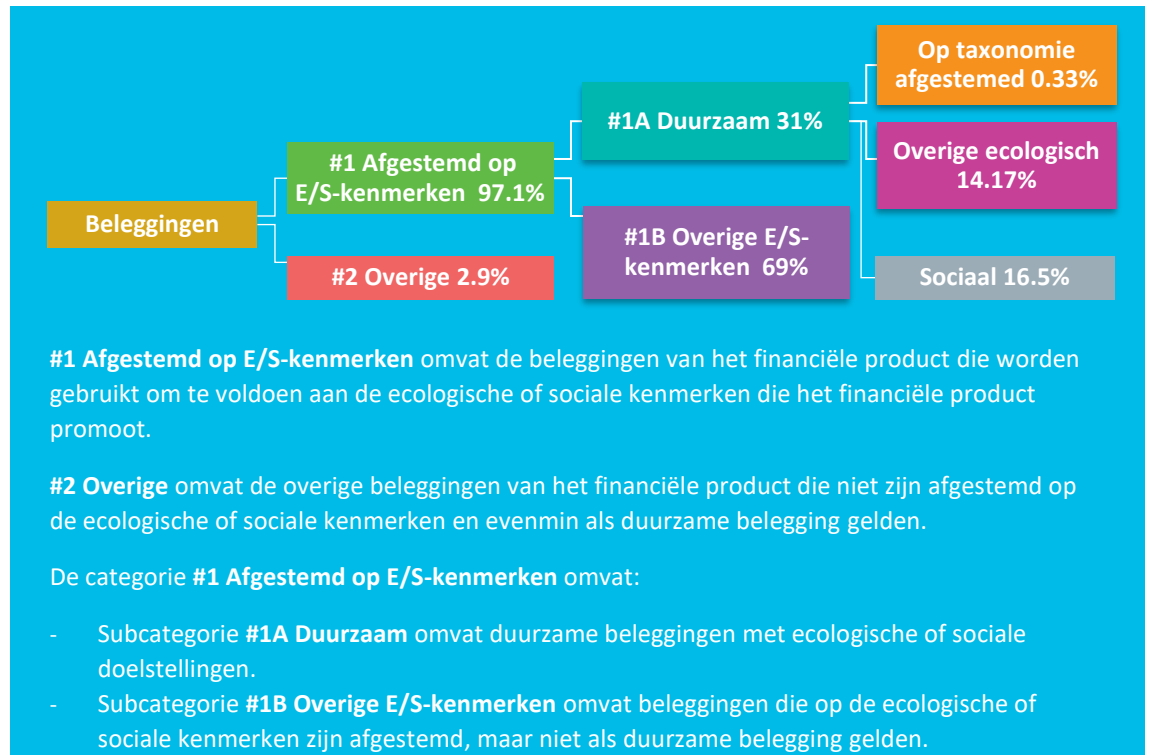 Op taxonomie
afgestemed 0.33%
#1A Duurzaam 31%
#1 Afgestemd op
E/S-kenmerken 97.1%
Overige ecologisch
14.17%
Beleggingen
#1B Overige E/S-
kenmerken 69%
#2 Overige 2.9%
Sociaal 16.5%
#1 Afgestemd op E/S-kenmerken omvat de beleggingen van het financiële product die worden
gebruikt om te voldoen aan de ecologische of sociale kenmerken die het financiële product
promoot.
#2 Overige omvat de overige beleggingen van het financiële product die niet zijn afgestemd op
de ecologische of sociale kenmerken en evenmin als duurzame belegging gelden.
De categorie #1 Afgestemd op E/S-kenmerken omvat:
- Subcategorie #1A Duurzaam omvat duurzame beleggingen met ecologische of sociale
doelstellingen.
- Subcategorie #1B Overige E/S-kenmerken omvat beleggingen die op de ecologische of
sociale kenmerken zijn afgestemd, maar niet als duurzame belegging gelden.